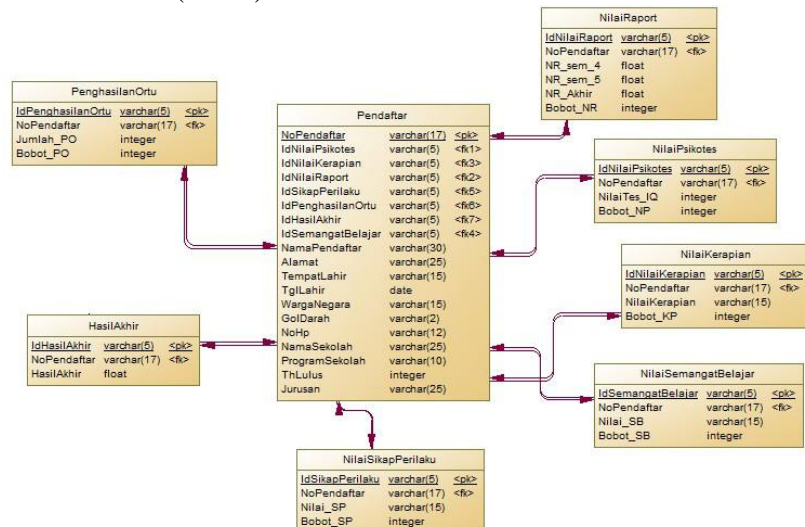 NilaiRaport
IdNilaiRaport varchar(5) <pk>
NoPendaftar varchar(17) <fk>
NR_sem_4 float
NR_sem_5 float
NR_Akhir float
Bobot_NR integer
PenghasilanOrtu
IdPenghasilanOrtu varchar(5) <pk>
NoPendaftar varchar(17) <fk>
Jumlah_PO integer
Bobot_PO integer
Pendaftar
NoPendaftar varchar(17) <pk>
IdNilaiPsikotes varchar(5) <fk1>
IdNilaiKerapian varchar(5) <fk3>
IdNilaiRaport varchar(5) <fk2>
IdSikapPerilaku varchar(5) <fk5>
IdPenghasilanOrtu varchar(5) <fk6>
IdHasilAkhir varchar(5) <fk7>
IdSemangatBelajar varchar(5) <fk4>
NamaPendaftar varchar(30)
Alamat varchar(25)
TempatLahir varchar(15)
TglLahir date
WargaNegara varchar(15)
GolDarah varchar(2)
NoHp varchar(12)
NamaSekolah varchar(25)
ProgramSekolah varchar(10)
ThLulus integer
Jurusan varchar(25)
NilaiPsikotes
IdNilaiPsikotes varchar(5) <pk>
NoPendaftar varchar(17) <fk>
NilaiTes_IQ integer
Bobot_NP integer
NilaiKerapian
IdNilaiKerapian varchar(5) <pk>
NoPendaftar varchar(17) <fk>
NilaiKerapian varchar(15)
Bobot_KP integer
HasilAkhir
IdHasilAkhir varchar(5) <pk>
NoPendaftar varchar(17) <fk>
HasilAkhir float
NilaiSemangatBelajar
IdSemangatBelajar varchar(5) <pk>
NoPendaftar varchar(17) <fk>
Nilai_SB varchar(15)
Bobot_SB integer
NilaiSikapPerilaku
IdSikapPerilaku varchar(5) <pk>
NoPendaftar varchar(17) <fk>
Nilai_SP varchar(15)
Bobot_SP integer